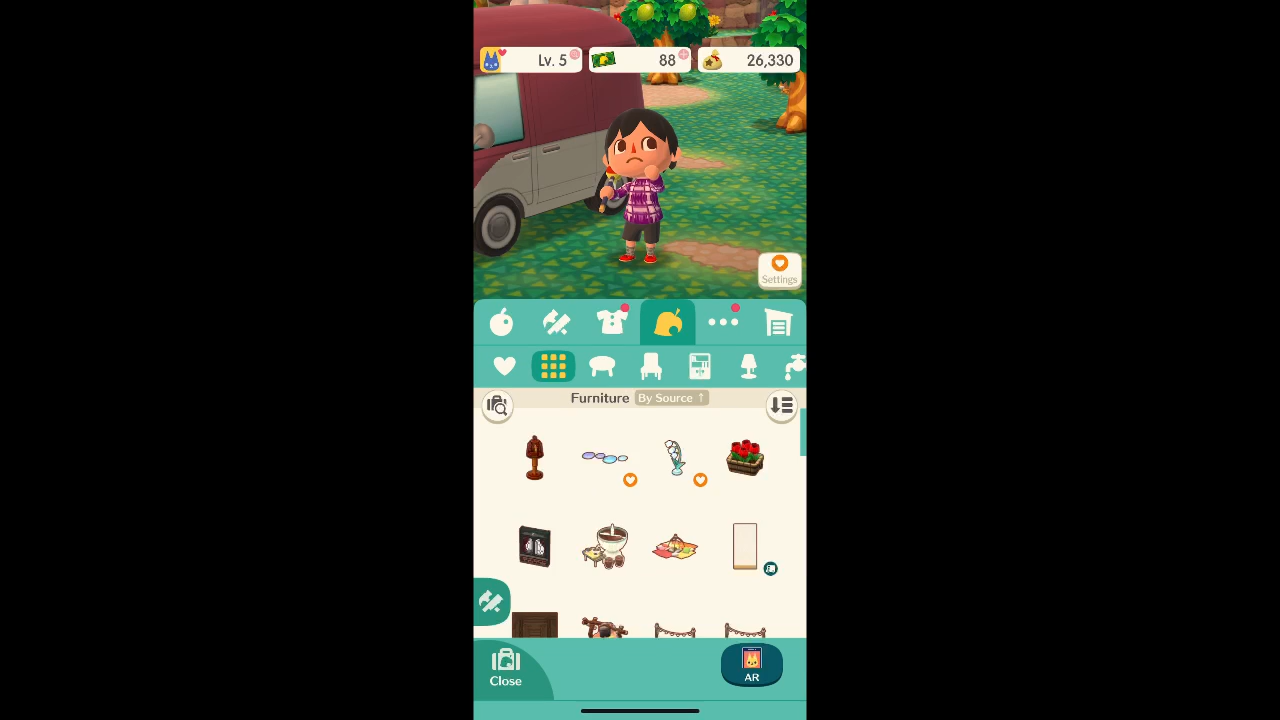 Lv. 5
88
26,330
Settings
Furniture
By Source ↑
Close
AR